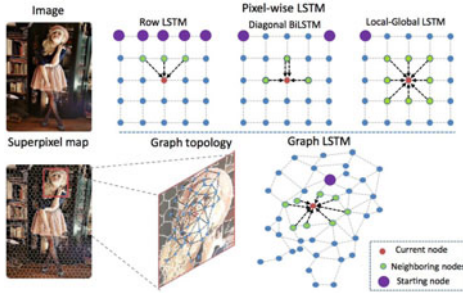 Image
Pixel-wise LSTM
Row LSTM
Diagonal BiLSTM
Local-Global LSTM
Superpixel map
Graph topology
Graph LSTM
Current node
Neighboring nodes
Starting node